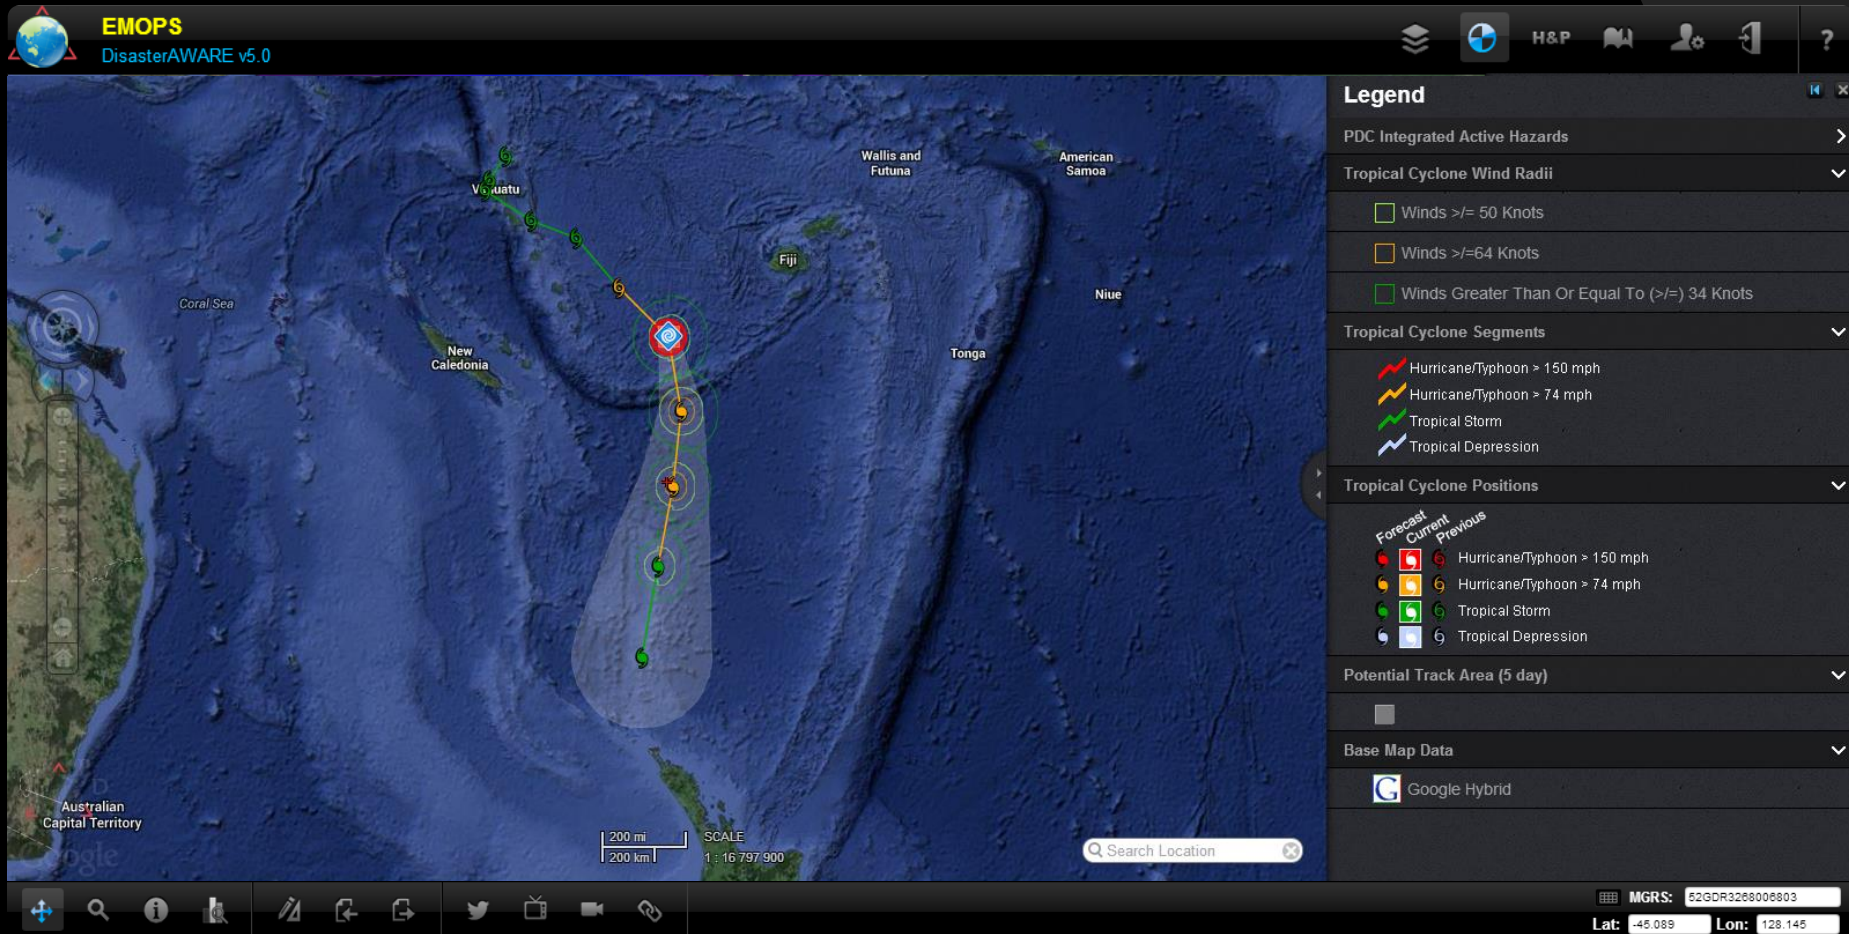 EMOPS
DisasterAWARE v5.0
H&P
?
Legend
PDC Integrated Active Hazards
Tropical Cyclone Wind Radii
Winds >/= 50 Knots
Winds >/=64 Knots
Winds Greater Than Or Equal To (>/=) 34 Knots
Tropical Cyclone Segments
Hurricane/Typhoon > 150 mph
Hurricane/Typhoon > 74 mph
Tropical Storm
Tropical Depression
Tropical Cyclone Positions
Forecast
Current
Previous
Hurricane/Typhoon > 150 mph
Hurricane/Typhoon > 74 mph
Tropical Storm
Tropical Depression
Potential Track Area (5 day)
Base Map Data
G
Google Hybrid
Wallis and
Futuna
American
Samoa
Vanuatu
Fiji
Niue
Coral Sea
New
Caledonia
Tonga
Australian
Capital Territory
Google
200 mi
200 km
SCALE
1 : 16 797 900
Search Location
MGRS: 52GDR3268006803
Lat: -45.089 Lon: 128.145